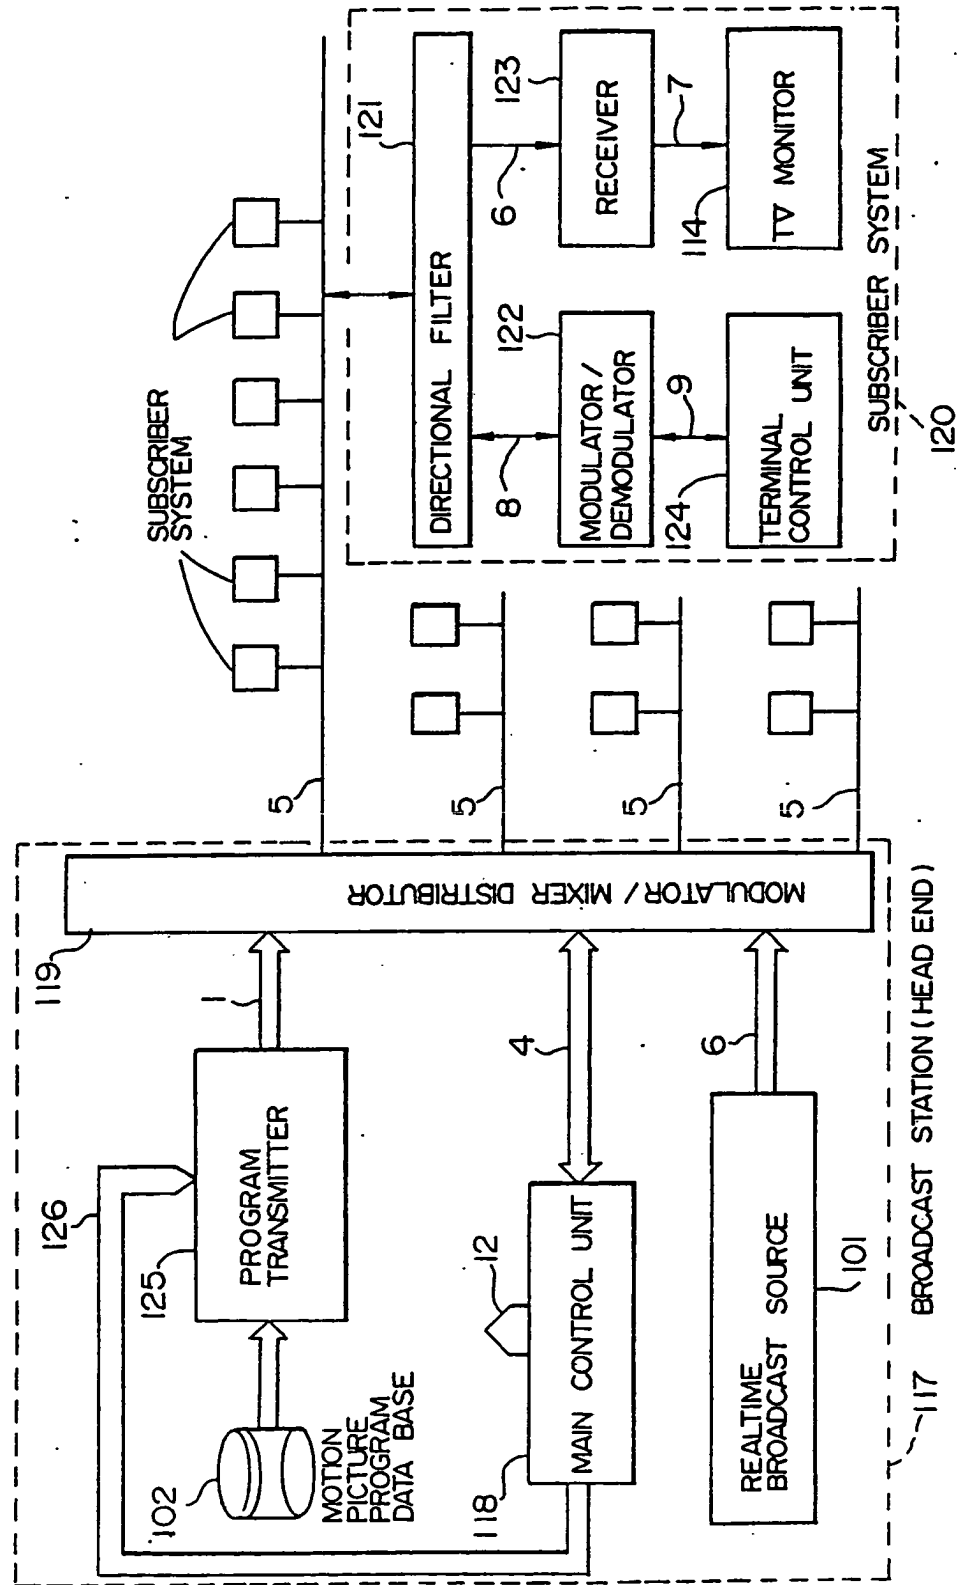 126
119
125
PROGRAM
TRANSMITTER
1
102
MOTION
PICTURE
PROGRAM
DATA BASE
12
4
118
MAIN CONTROL UNIT
REALTIME
BROADCAST SOURCE
6
101
MODULATOR / MIXER DISTRIBUTOR
117
BROADCAST STATION (HEAD END)
5
5
5
5
SUBSCRIBER
SYSTEM
121
DIRECTIONAL FILTER
8
6
122
MODULATOR /
DEMODULATOR
123
RECEIVER
9
7
124
TERMINAL
CONTROL UNIT
114
TV MONITOR
SUBSCRIBER SYSTEM
120